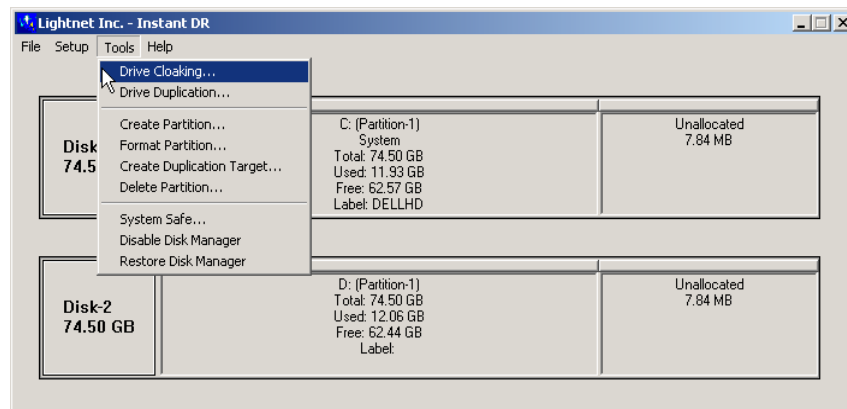 Lightnet Inc. - Instant DR
File Setup Tools Help
Drive Cloaking...
Drive Duplication...
Create Partition...
Format Partition...
Create Duplication Target...
Delete Partition...
System Safe...
Disable Disk Manager
Restore Disk Manager
Disk
74.5
C: (Partition-1)
System
Total: 74.50 GB
Used: 11.93 GB
Free: 62.57 GB
Label: DELLHD
Unallocated
7.84 MB
Disk-2
74.50 GB
D: (Partition-1)
Total: 74.50 GB
Used: 12.06 GB
Free: 62.44 GB
Label:
Unallocated
7.84 MB